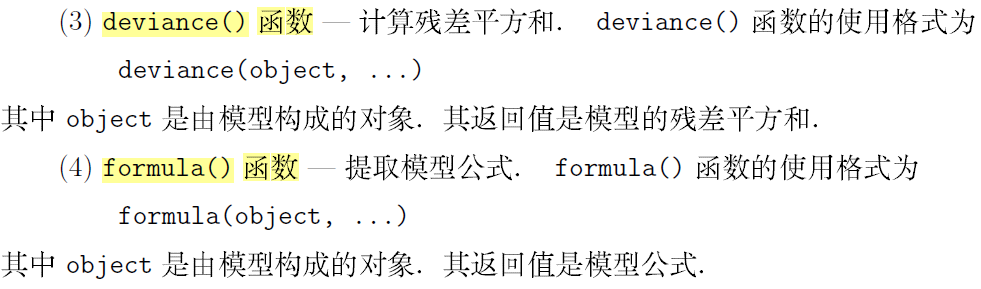 (3) deviance() 函数 — 计算残差平方和. deviance() 函数的使用格式为
deviance(object, ...)
其中 object 是由模型构成的对象. 其返回值是模型的残差平方和.
(4) formula() 函数 — 提取模型公式. formula() 函数的使用格式为
formula(object, ...)
其中 object 是由模型构成的对象. 其返回值是模型公式.